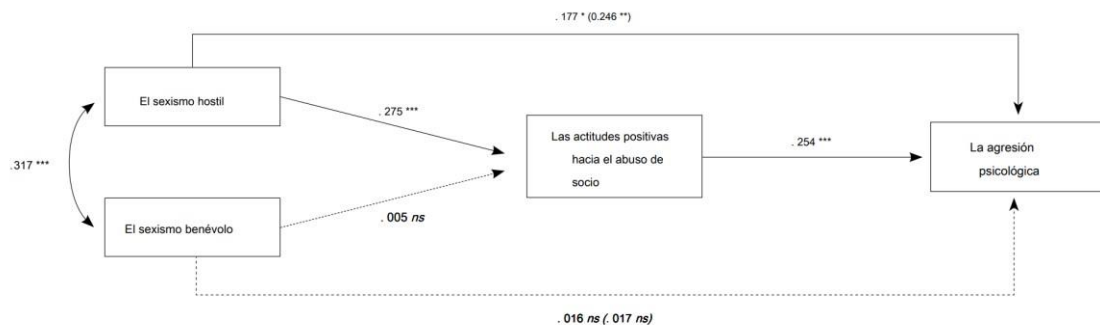 . 177 * (0.246 **)
El sexismo hostil
. 275 ***
Las actitudes positivas
hacia el abuso de
socio
. 254 ***
La agresión
psicológica
.317 ***
. 005 ns
El sexismo benévolo
. 016 ns (. 017 ns)